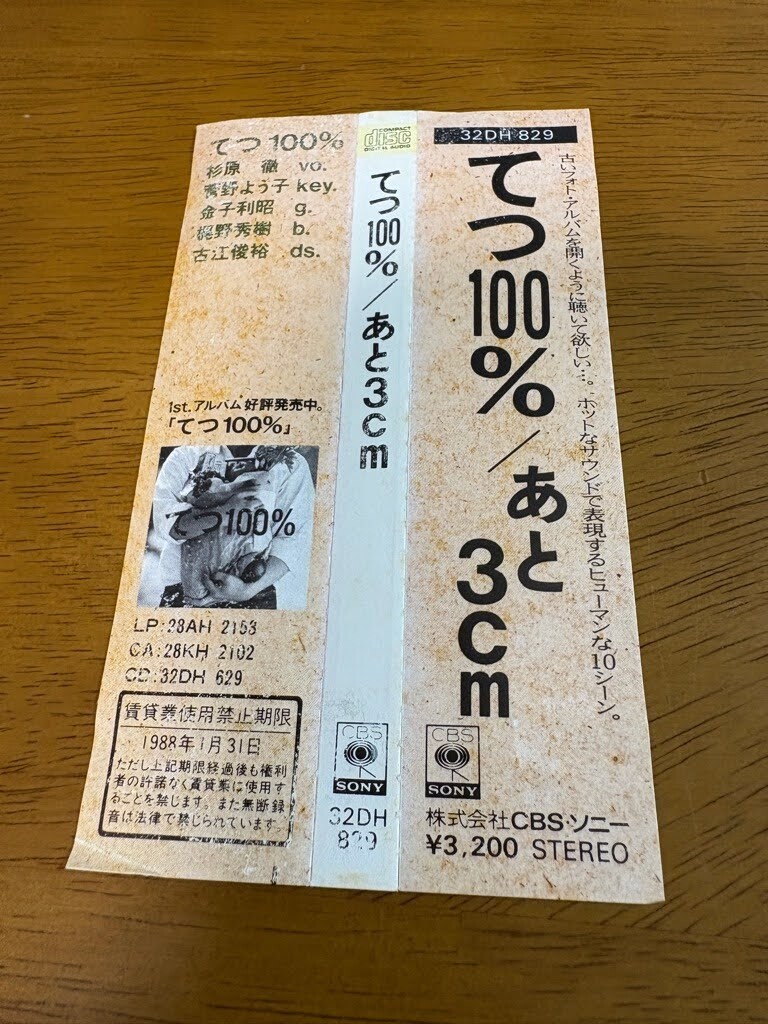 てつ100%
杉原 徹 vo.
菅野よう子 key.
金子利昭 g.
梶野秀樹 b.
古江俊裕 ds.
1st.アルバム好評発売中。
「てつ100%」
てつ100%
LP:28AH 2153
CA:28KH 2102
CD:32DH 629
賃貸業使用禁止期限
1988年1月31日
ただし上記期限経過後も権利
者の許諾なく賃貸業に使用す
ることを禁じます。また無断録
音は法律で禁じられています。
COMPACT
disc
DIGITAL AUDIO
てつ100%/あと3cm
CBS
SONY
32DH
829
32DH 829
古いフォト・アルバムを開くように聴いて欲しい…。ホットなサウンドで表現するヒューマンな10シーン。
てつ100%/あと
3cm
CBS
SONY
株式会社CBS・ソニー
¥3,200 STEREO